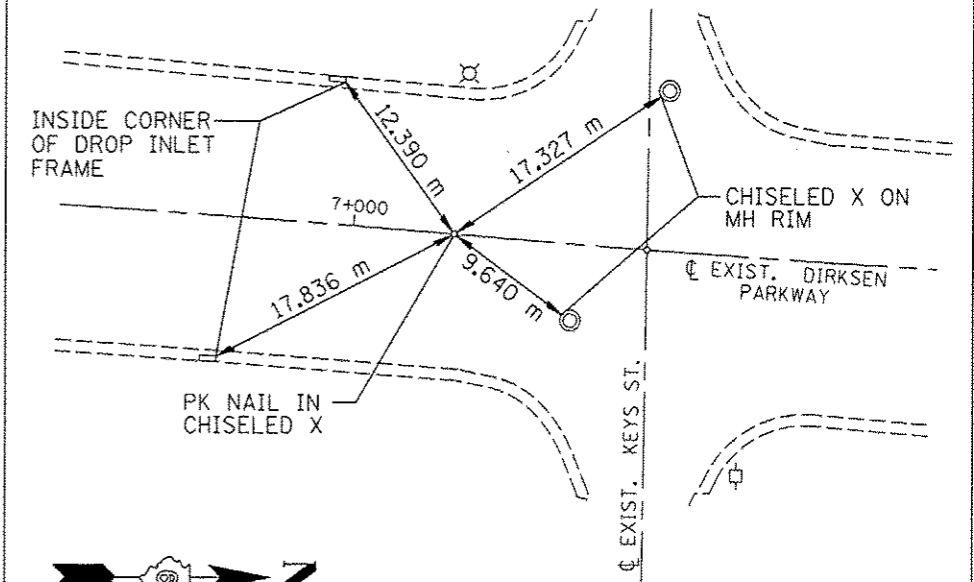 INSIDE CORNER
OF DROP INLET
FRAME
12.390 m
17.327 m
7+000
CHISELED X ON
MH RIM
17.836 m
9.640 m
℄ EXIST. DIRKSEN
PARKWAY
PK NAIL IN
CHISELED X
℄ EXIST. KEYS ST.